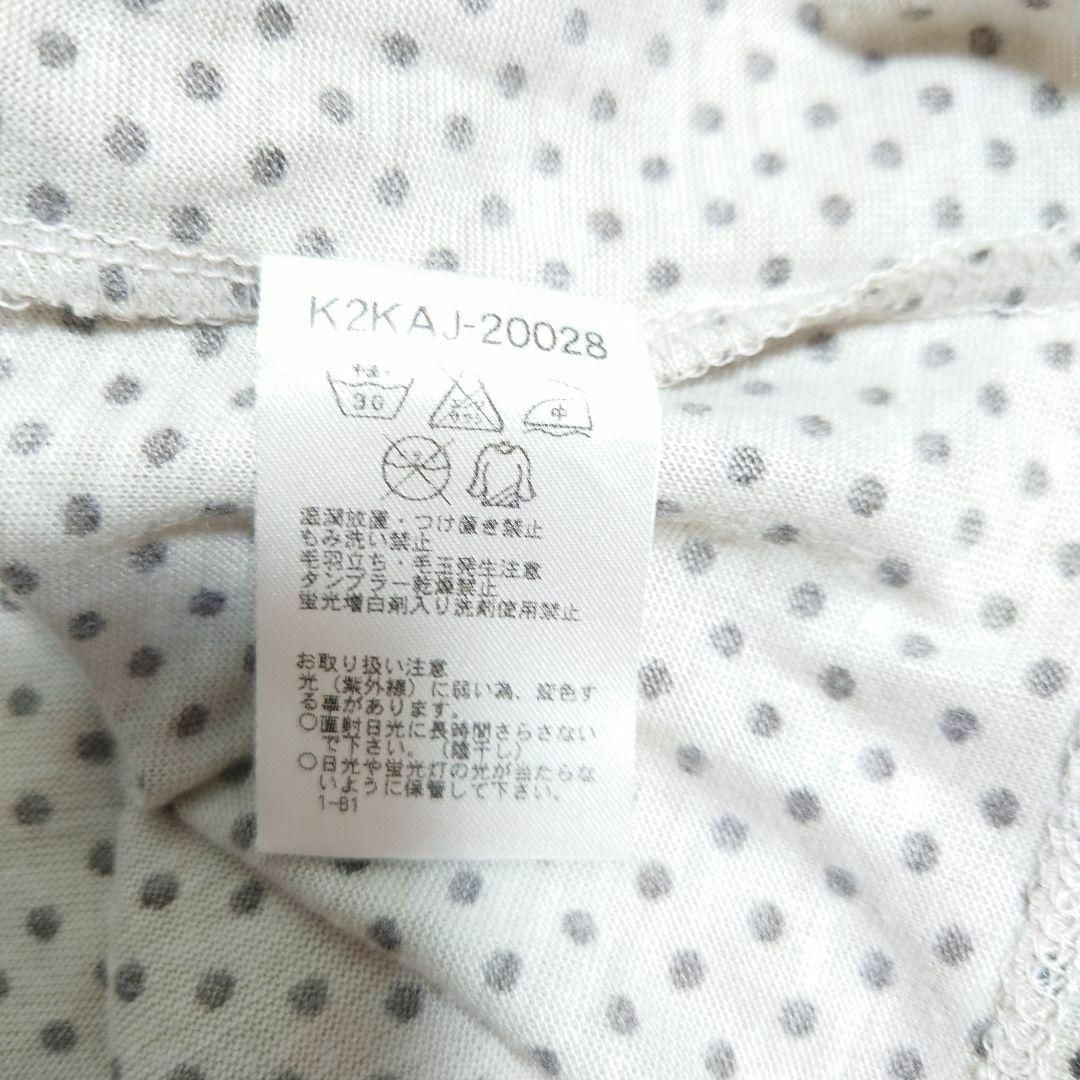 K2KAJ-20028
30
中
湿潤放置・つけ置き禁止
もみ洗い禁止
毛羽立ち・毛玉発生注意
タンブラー乾燥禁止
蛍光増白剤入り洗剤使用禁止
お取り扱い注意
光（紫外線）に弱い為、変色す
る事があります。
○直射日光に長時間さらさない
で下さい。（陰干し）
○日光や蛍光灯の光が当たらな
いように保管して下さい。
1-81